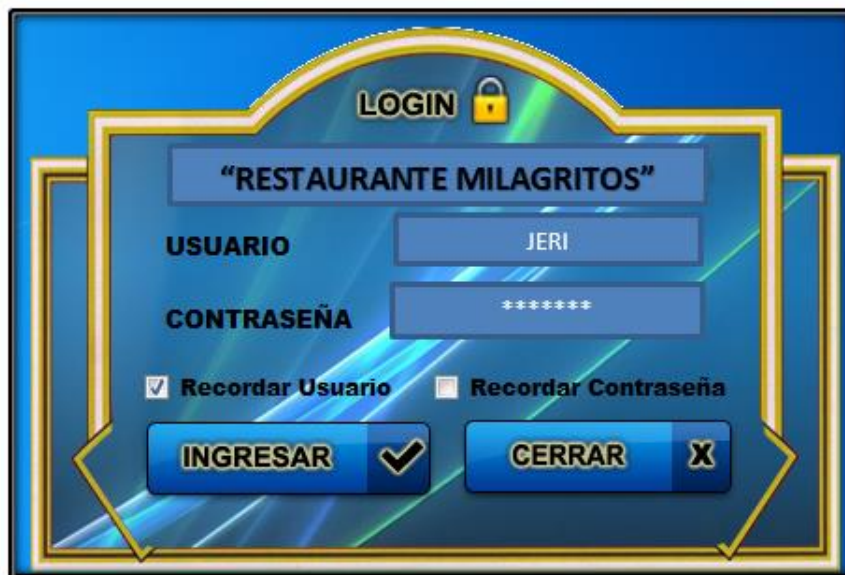 LOGIN
“RESTAURANTE MILAGRITOS”
USUARIO JERI
CONTRASEÑA *******
Recordar Usuario Recordar Contraseña
INGRESAR CERRAR X